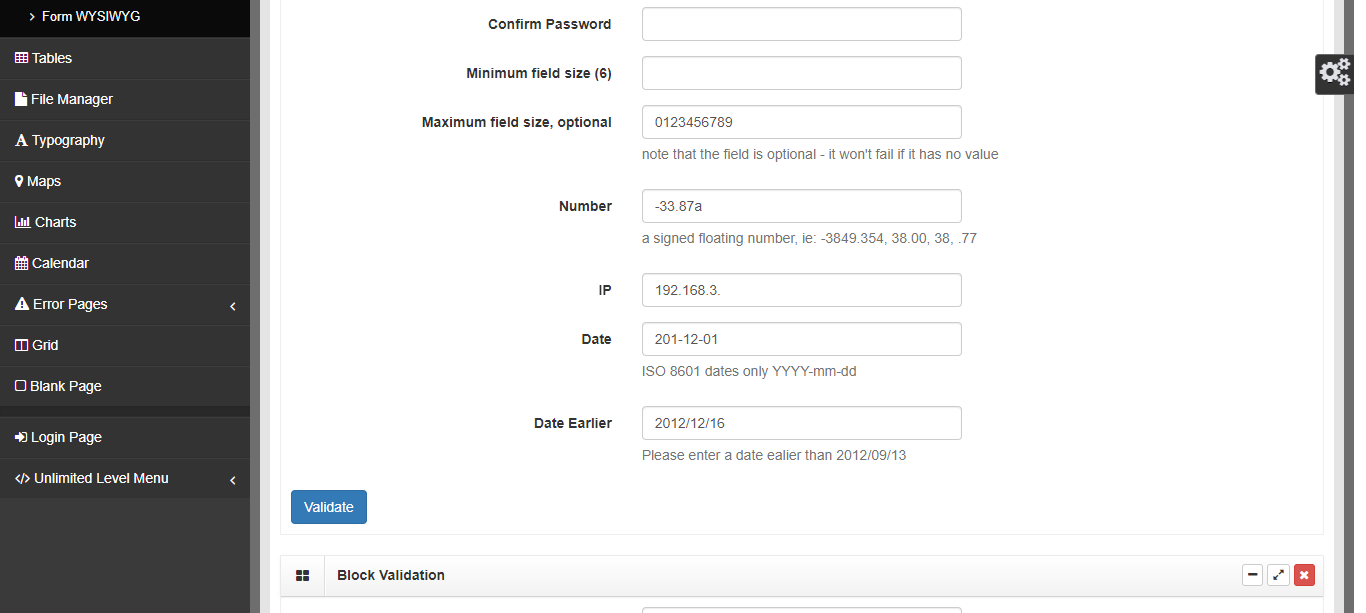 Form WYSIWYG
Tables
File Manager
Typography
Maps
Charts
Calendar
Error Pages
Grid
Blank Page
Login Page
Unlimited Level Menu
Confirm Password
Minimum field size (6)
Maximum field size, optional
0123456789
note that the field is optional - it won't fail if it has no value
Number
-33.87a
a signed floating number, ie: -3849.354, 38.00, 38, .77
IP
192.168.3.
Date
201-12-01
ISO 8601 dates only YYYY-mm-dd
Date Earlier
2012/12/16
Please enter a date ealier than 2012/09/13
Validate
Block Validation